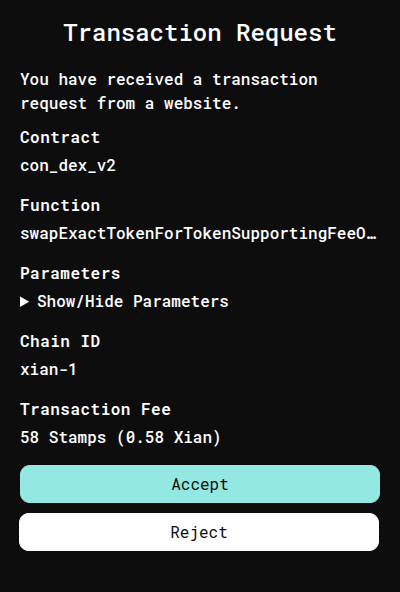 Transaction Request
You have received a transaction
request from a website.
Contract
con_dex_v2
Function
swapExactTokenForTokenSupportingFeeO…
Parameters
▶ Show/Hide Parameters
Chain ID
xian-1
Transaction Fee
58 Stamps (0.58 Xian)
Accept
Reject